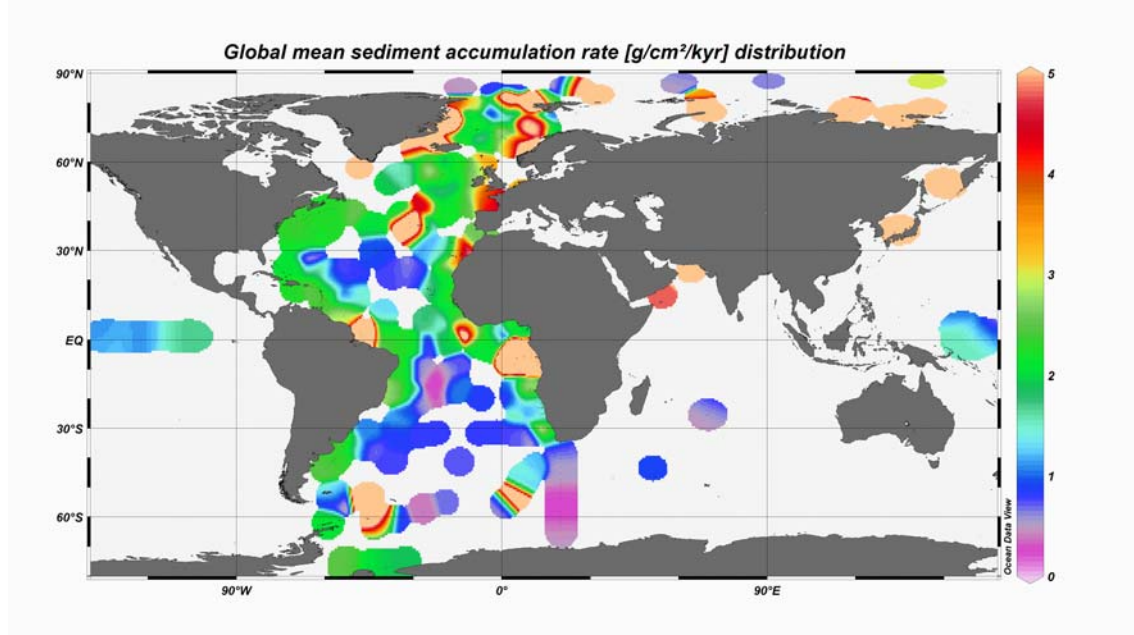 Global mean sediment accumulation rate [g/cm²/kyr] distribution
90°N
60°N
30°N
EQ
30°S
60°S
90°W
0°
90°E
5
4
3
2
1
0
Ocean Data View